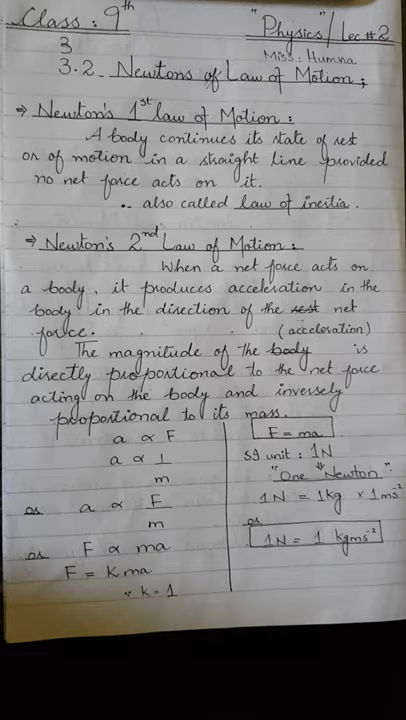 Class : 9th
"Physics" / Lec # 2
Miss : Humna
3
3.2 - Newtons of Law of Motion ;
→ Newton's 1st law of Motion :
A body continues its state of rest
or of motion in a straight line provided
no net force acts on it.
∴ also called law of inertia.
→ Newton's 2nd Law of Motion :
When a net force acts on
a body, it produces acceleration in the
body in the direction of the rest net
force.
(acceleration)
The magnitude of the body is
directly proportional to the net force
acting on the body and inversely
proportional to its mass.
a ∝ F
a ∝ 1
m
or a ∝ F
m
or F ∝ ma
F = Kma
∵ k = 1
F = ma
SI unit : 1N
"One Newton".
1N = 1kg × 1ms⁻²
or
1N = 1 kgms⁻²